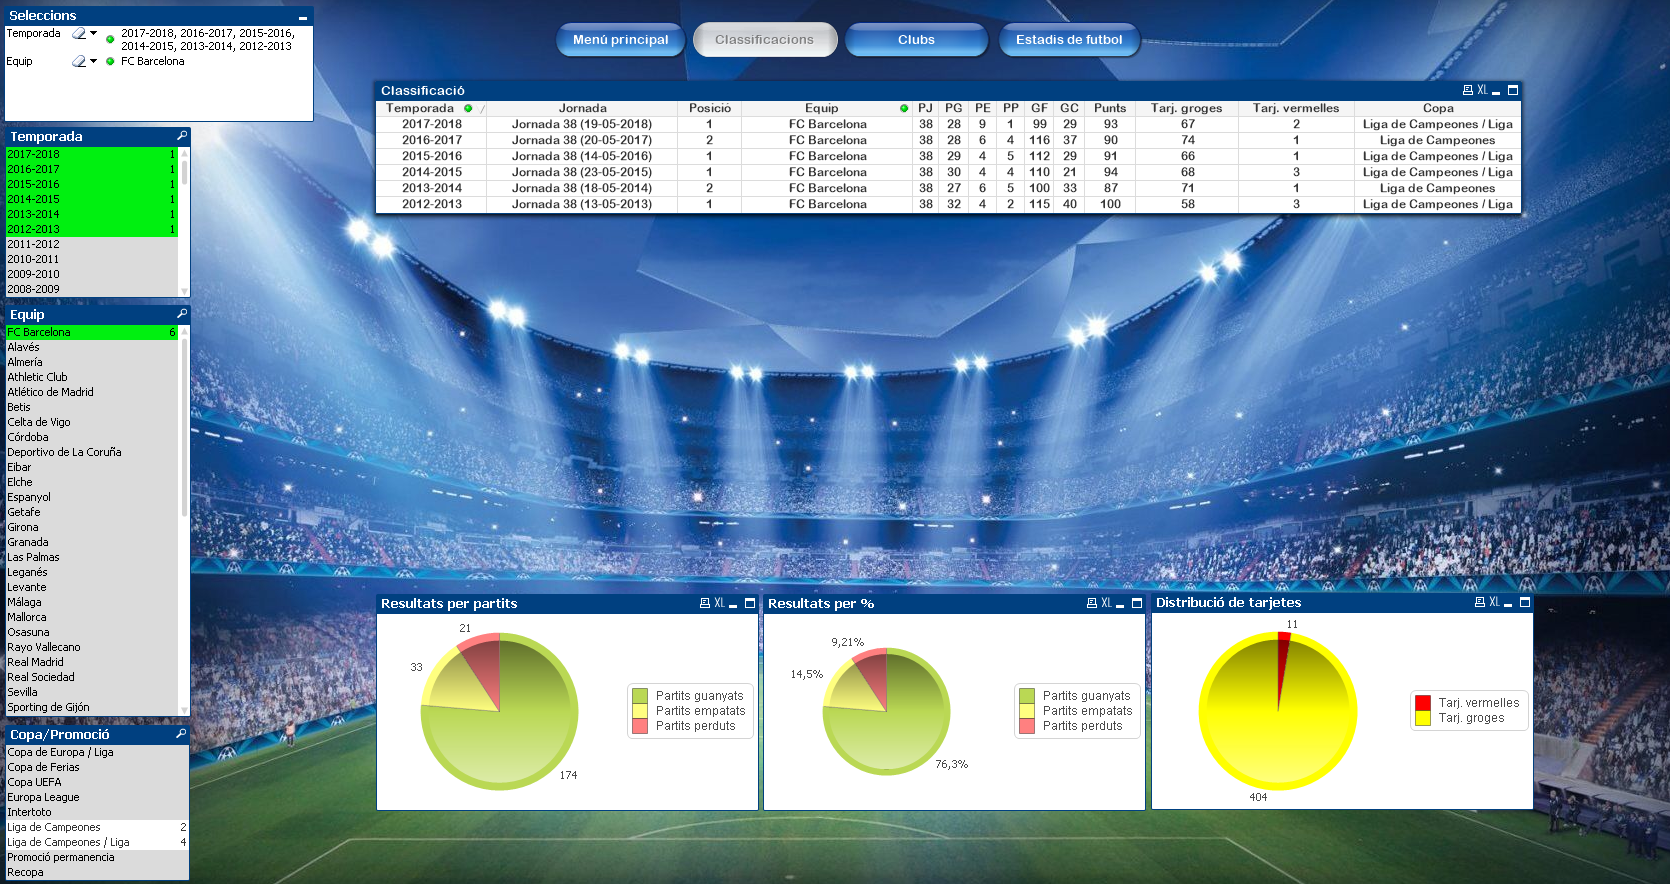 Seleccions
Temporada 2017-2018, 2016-2017, 2015-2016,
2014-2015, 2013-2014, 2012-2013
Equip FC Barcelona
Menú principal Classificacions Clubs Estadis de futbol
Temporada
2017-2018 1
2016-2017 1
2015-2016 1
2014-2015 1
2013-2014 1
2012-2013 1
2011-2012
2010-2011
2009-2010
2008-2009
Equip
FC Barcelona 6
Alavés
Almería
Athletic Club
Atlético de Madrid
Betis
Celta de Vigo
Córdoba
Deportivo de La Coruña
Eibar
Elche
Espanyol
Getafe
Girona
Granada
Las Palmas
Leganés
Levante
Málaga
Mallorca
Osasuna
Rayo Vallecano
Real Madrid
Real Sociedad
Sevilla
Sporting de Gijón
Copa/Promoció
Copa de Europa / Liga
Copa de Ferias
Copa UEFA
Europa League
Intertoto
Liga de Campeones 2
Liga de Campeones / Liga 4
Promoció permanencia
Recopa
Classificació XL
Temporada Jornada Posició Equip PJ PG PE PP GF GC Punts Tarj. groges Tarj. vermelles Copa
2017-2018 Jornada 38 (19-05-2018) 1 FC Barcelona 38 28 9 1 99 29 93 67 2 Liga de Campeones / Liga
2016-2017 Jornada 38 (20-05-2017) 2 FC Barcelona 38 28 6 4 116 37 90 74 1 Liga de Campeones
2015-2016 Jornada 38 (14-05-2016) 1 FC Barcelona 38 29 4 5 112 29 91 66 1 Liga de Campeones / Liga
2014-2015 Jornada 38 (23-05-2015) 1 FC Barcelona 38 30 4 4 110 21 94 68 3 Liga de Campeones / Liga
2013-2014 Jornada 38 (18-05-2014) 2 FC Barcelona 38 27 6 5 100 33 87 71 1 Liga de Campeones
2012-2013 Jornada 38 (13-05-2013) 1 FC Barcelona 38 32 4 2 115 40 100 58 3 Liga de Campeones / Liga
Resultats per partits XL
21
33
174
Partits guanyats
Partits empatats
Partits perduts
Resultats per % XL
9,21%
14,5%
76,3%
Partits guanyats
Partits empatats
Partits perduts
Distribució de tarjetes XL
11
404
Tarj. vermelles
Tarj. groges